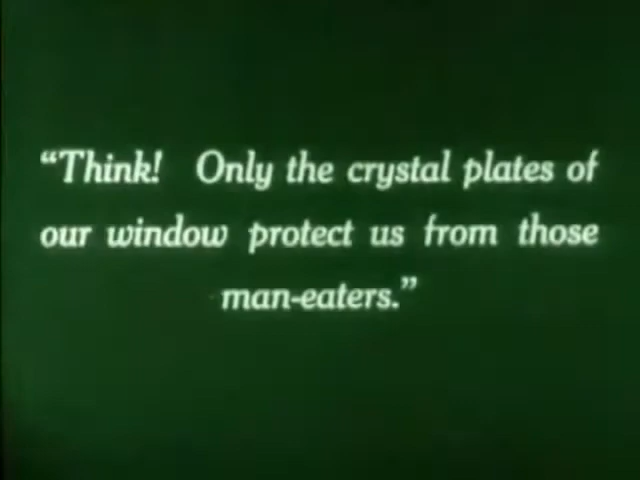 “Think! Only the crystal plates of
our window protect us from those
man-eaters.”